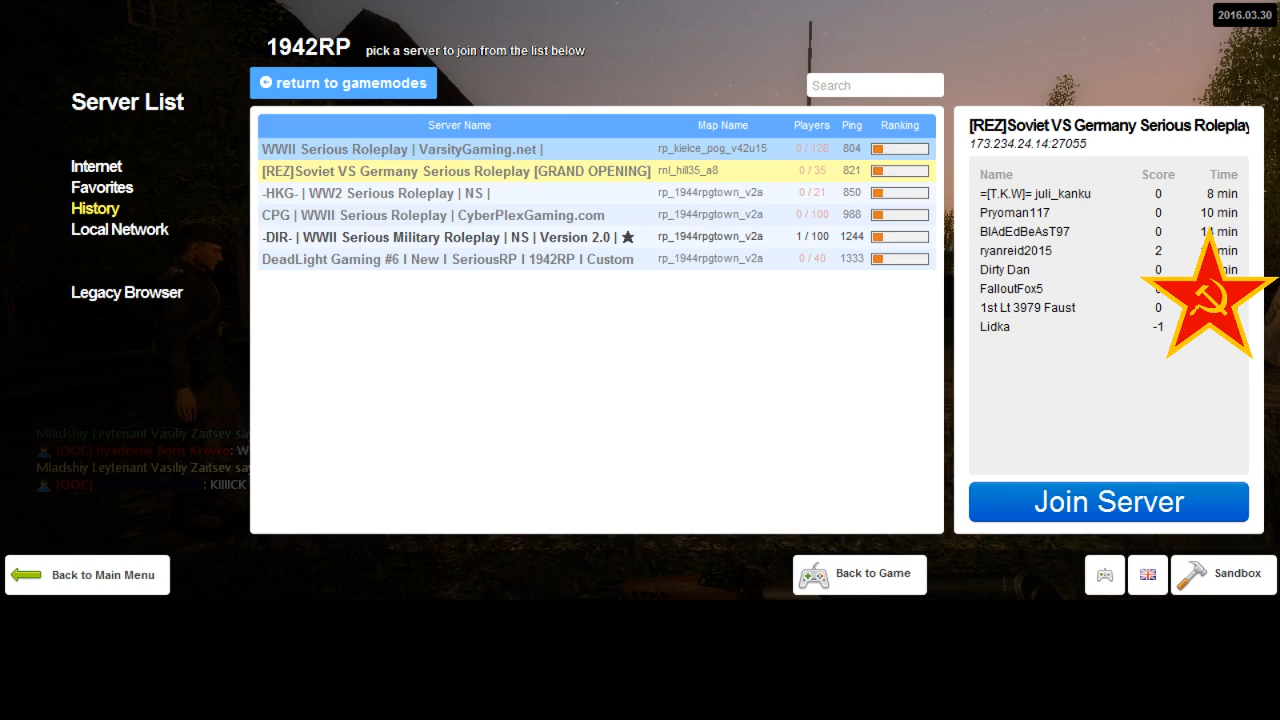 2016.03.30
1942RP pick a server to join from the list below
return to gamemodes
Search
Server List
Internet
Favorites
History
Local Network
Legacy Browser
Server Name Map Name Players Ping Ranking
WWII Serious Roleplay | VarsityGaming.net | rp_kielce_pog_v42u15 0 / 128 804
[REZ]Soviet VS Germany Serious Roleplay [GRAND OPENING] rnl_hill35_a8 0 / 35 821
-HKG- | WW2 Serious Roleplay | NS | rp_1944rpgtown_v2a 0 / 21 850
CPG | WWII Serious Roleplay | CyberPlexGaming.com rp_1944rpgtown_v2a 0 / 100 988
-DIR- | WWII Serious Military Roleplay | NS | Version 2.0 | ★ rp_1944rpgtown_v2a 1 / 100 1244
DeadLight Gaming #6 I New I SeriousRP I 1942RP I Custom rp_1944rpgtown_v2a 0 / 40 1333
[REZ]Soviet VS Germany Serious Roleplay
173.234.24.14:27055
Name Score Time
=[T.K.W]= juli_kanku 0 8 min
Pryoman117 0 10 min
BlAdEdBeAsT97 0 min
ryanreid2015 2
Dirty Dan 0 min
FalloutFox5
1st Lt 3979 Faust 0
Lidka -1
Join Server
Mladshiy Leytenant Vasiliy Zaitsev say
[OOC] Ryadovoy Boris Krevko: W
Mladshiy Leytenant Vasiliy Zaitsev say
[OOC] : KIIIICK
Back to Main Menu
Back to Game
Sandbox